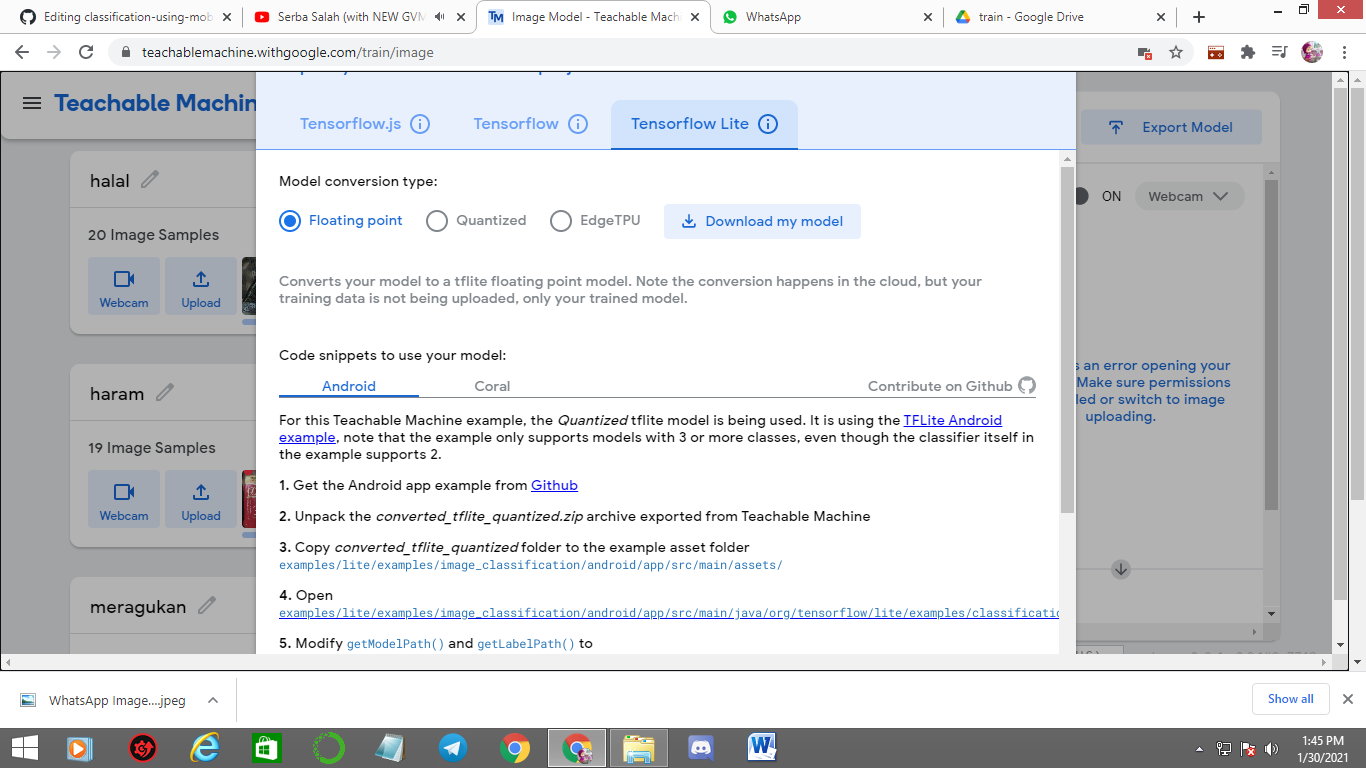 Editing classification-using-mob
Serba Salah (with NEW GVM
Image Model - Teachable Machi
WhatsApp
train - Google Drive
teachablemachine.withgoogle.com/train/image
Teachable Machin
Tensorflow.js
Tensorflow
Tensorflow Lite
Export Model
halal
20 Image Samples
Webcam
Upload
haram
19 Image Samples
Webcam
Upload
meragukan
Model conversion type:
Floating point
Quantized
EdgeTPU
Download my model
Converts your model to a tflite floating point model. Note the conversion happens in the cloud, but your
training data is not being uploaded, only your trained model.
Code snippets to use your model:
Android
Coral
Contribute on Github
For this Teachable Machine example, the Quantized tflite model is being used. It is using the TFLite Android
example, note that the example only supports models with 3 or more classes, even though the classifier itself in
the example supports 2.
1. Get the Android app example from Github
2. Unpack the converted_tflite_quantized.zip archive exported from Teachable Machine
3. Copy converted_tflite_quantized folder to the example asset folder
examples/lite/examples/image_classification/android/app/src/main/assets/
4. Open
examples/lite/examples/image_classification/android/app/src/main/java/org/tensorflow/lite/examples/classificatio
5. Modify getModelPath() and getLabelPath() to
ON
Webcam
s an error opening your
Make sure permissions
led or switch to image
uploading.
WhatsApp Image....jpeg
Show all
1:45 PM
1/30/2021